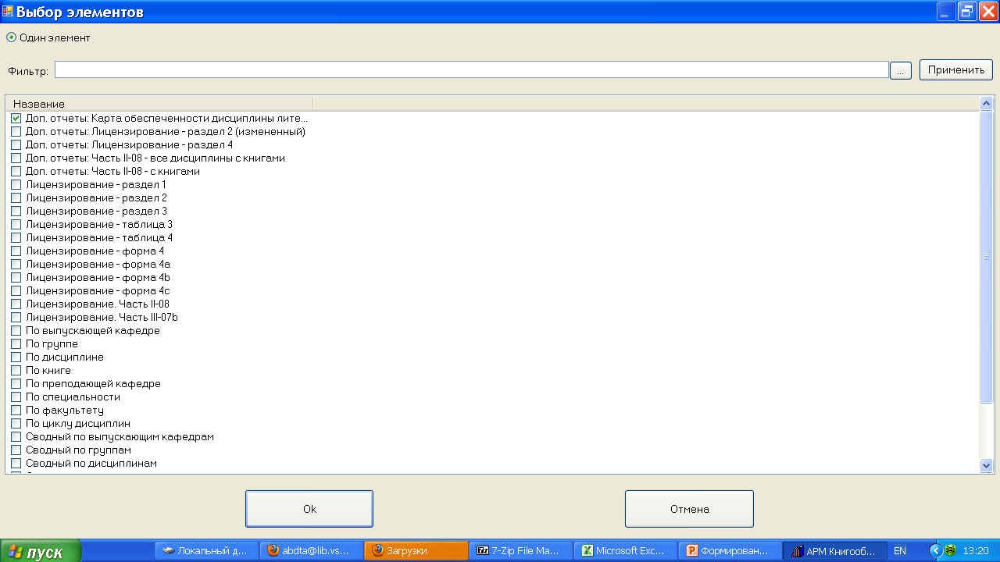 Выбор элементов
Один элемент
Фильтр:
...
Применить
Название
Доп. отчеты: Карта обеспеченности дисциплины лите...
Доп. отчеты: Лицензирование - раздел 2 (измененный)
Доп. отчеты: Лицензирование - раздел 4
Доп. отчеты: Часть II-08 - все дисциплины с книгами
Доп. отчеты: Часть II-08 - с книгами
Лицензирование - раздел 1
Лицензирование - раздел 2
Лицензирование - раздел 3
Лицензирование - таблица 3
Лицензирование - таблица 4
Лицензирование - форма 4
Лицензирование - форма 4a
Лицензирование - форма 4b
Лицензирование - форма 4c
Лицензирование. Часть II-08
Лицензирование. Часть III-07b
По выпускающей кафедре
По группе
По дисциплине
По книге
По преподающей кафедре
По специальности
По факультету
По циклу дисциплин
Сводный по выпускающим кафедрам
Сводный по группам
Сводный по дисциплинам
Ok
Отмена
пуск
Локальный д...
abdta@lib.vs...
Загрузки
7-Zip File Ma...
Microsoft Exc...
Формирован...
АРМ Книгооб...
EN
13:20